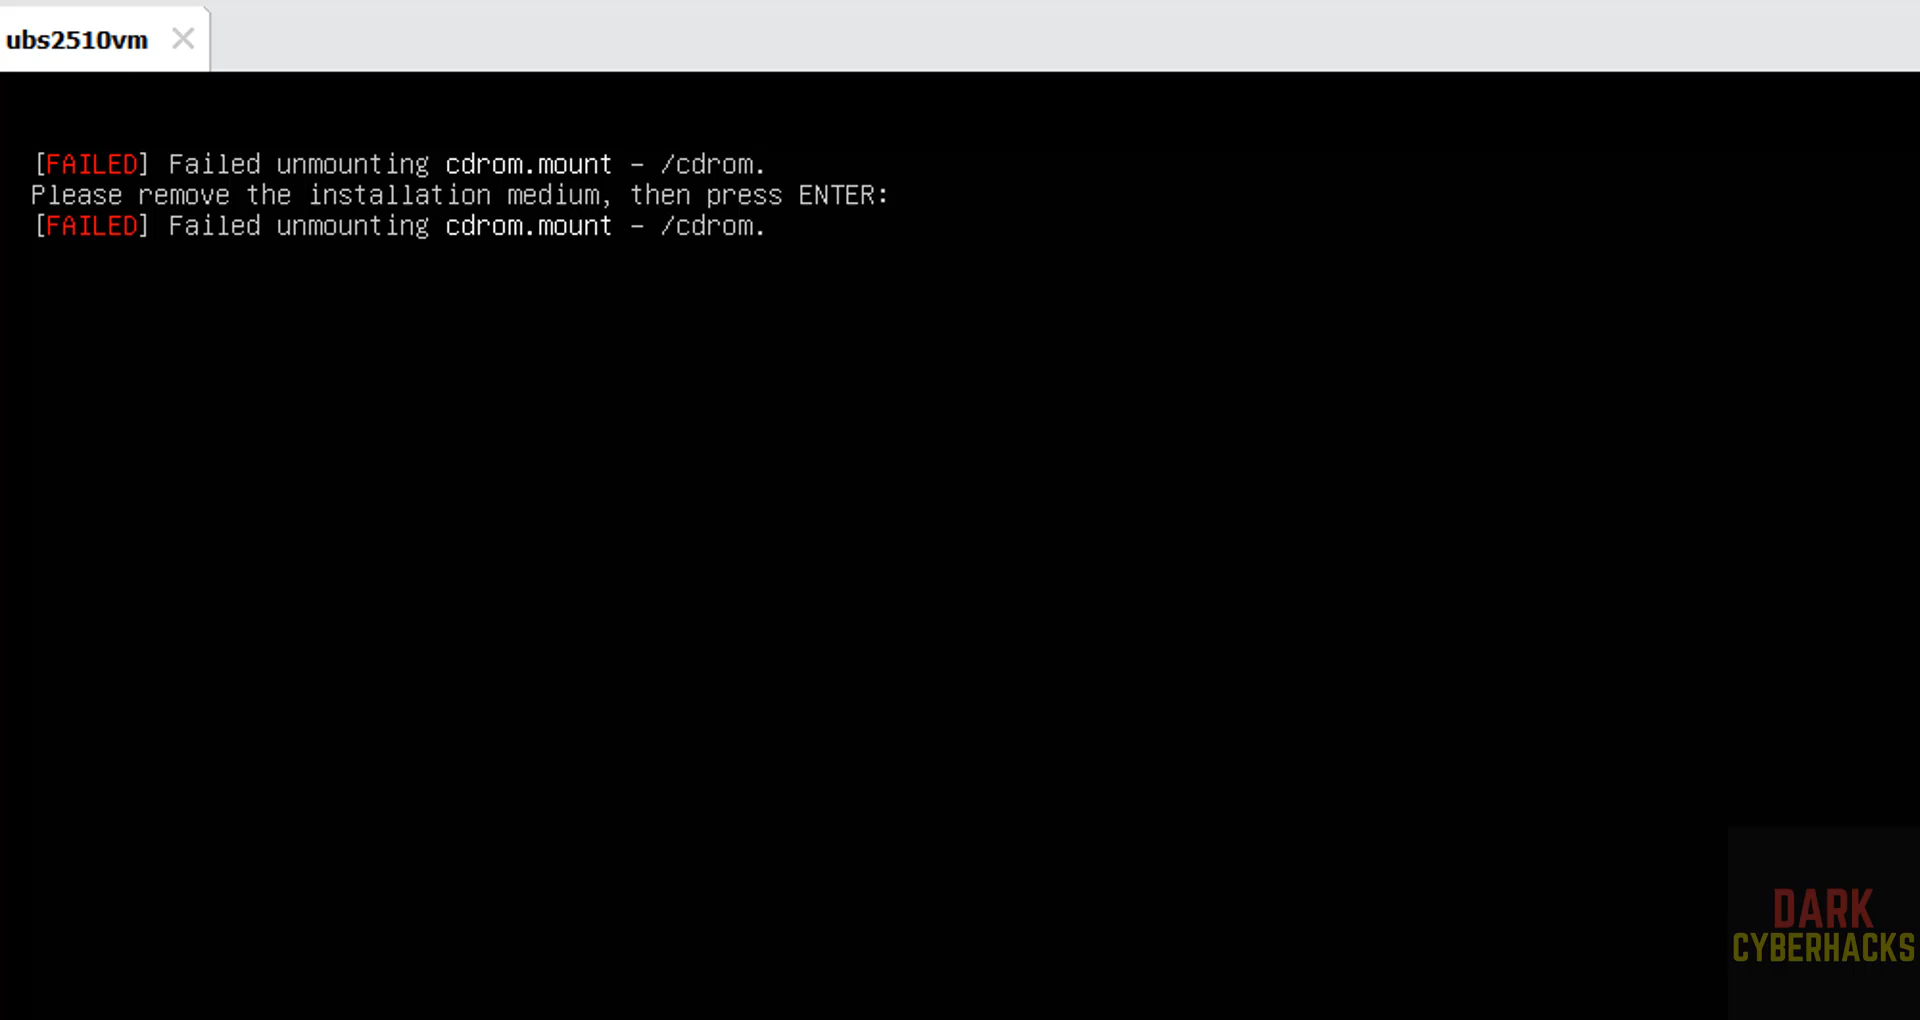 ubs2510vm
[FAILED] Failed unmounting cdrom.mount - /cdrom.
Please remove the installation medium, then press ENTER:
[FAILED] Failed unmounting cdrom.mount - /cdrom.
DARK
CYBERHACKS